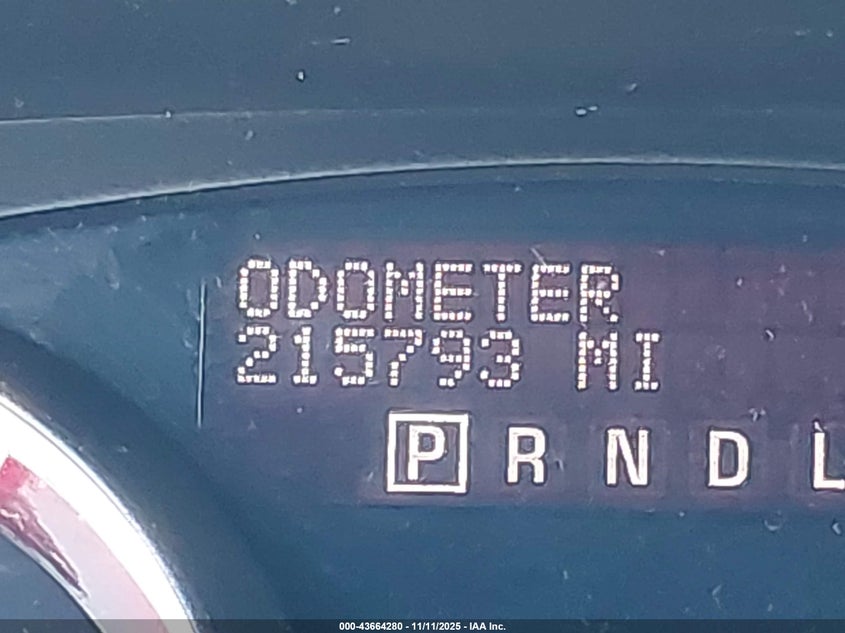 ODOMETER
215793 MI
P R N D L
000-43664280 - 11/11/2025 - IAA Inc.